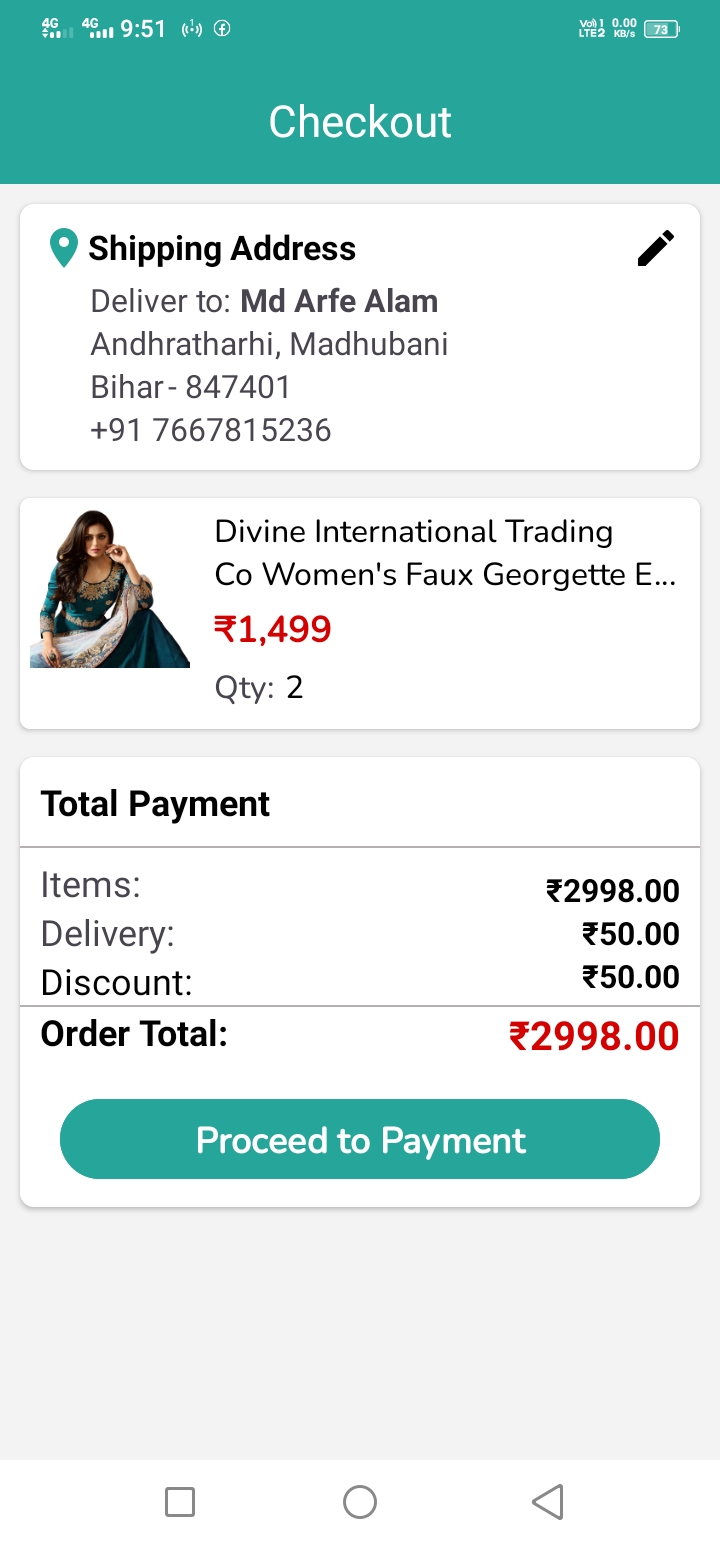 4G 4G 9:51 Vo)) 1 LTE2 0.00 KB/s 73
Checkout
Shipping Address
Deliver to: Md Arfe Alam
Andhratharhi, Madhubani
Bihar- 847401
+91 7667815236
Divine International Trading
Co Women's Faux Georgette E...
₹1,499
Qty: 2
Total Payment
Items: ₹2998.00
Delivery: ₹50.00
Discount: ₹50.00
Order Total: ₹2998.00
Proceed to Payment